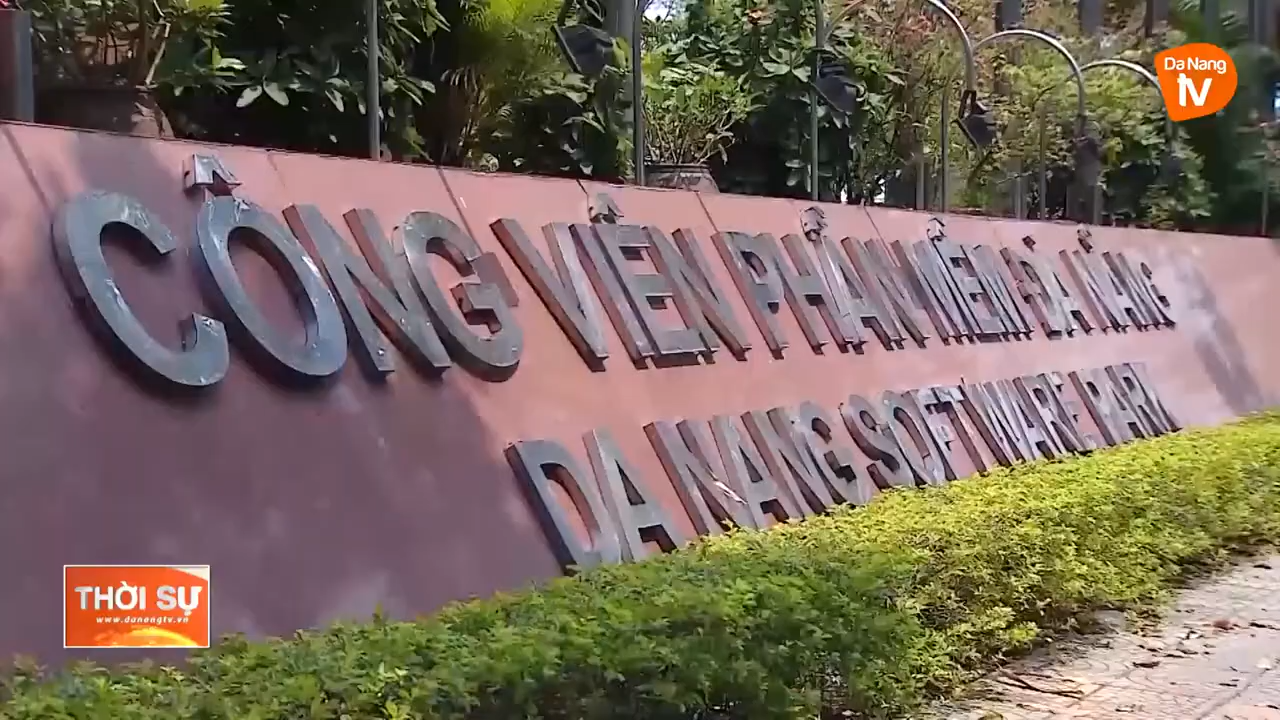 Da Nang
tv
CÔNG VIÊN PHẦN MỀM ĐÀ NẴNG
DA NANG SOFTWARE PARK
THỜI SỰ
www.danangtv.vn